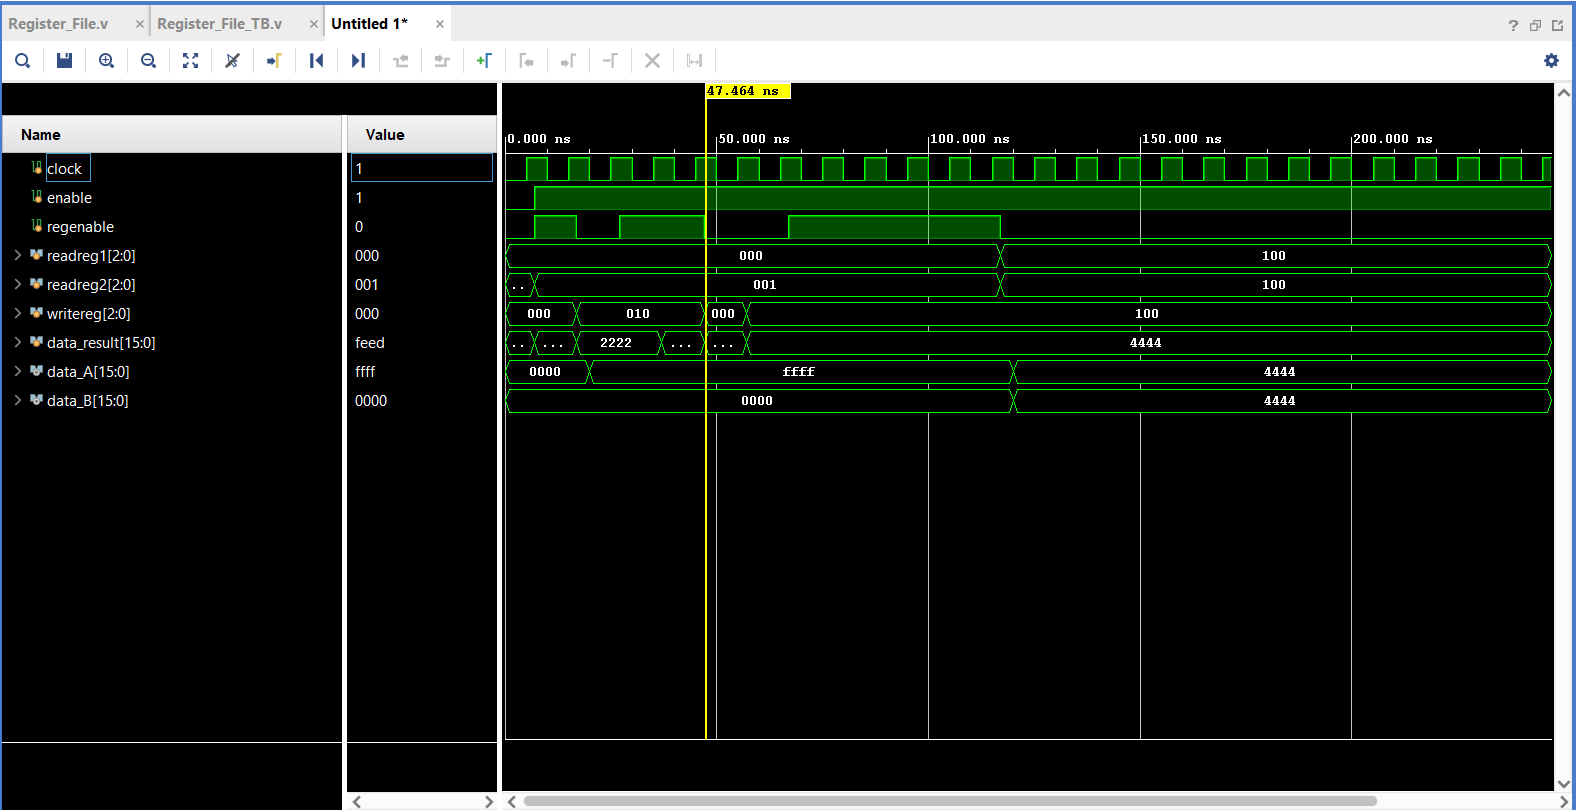 Register_File.v × Register_File_TB.v × Untitled 1* ×
?
47.464 ns
Name Value
0.000 ns 50.000 ns 100.000 ns 150.000 ns 200.000 ns
clock 1
enable 1
regenable 0
readreg1[2:0] 000 000 100
readreg2[2:0] 001 .. 001 100
writereg[2:0] 000 000 010 000 100
data_result[15:0] feed .. ... 2222 ... ... 4444
data_A[15:0] ffff 0000 ffff 4444
data_B[15:0] 0000 0000 4444